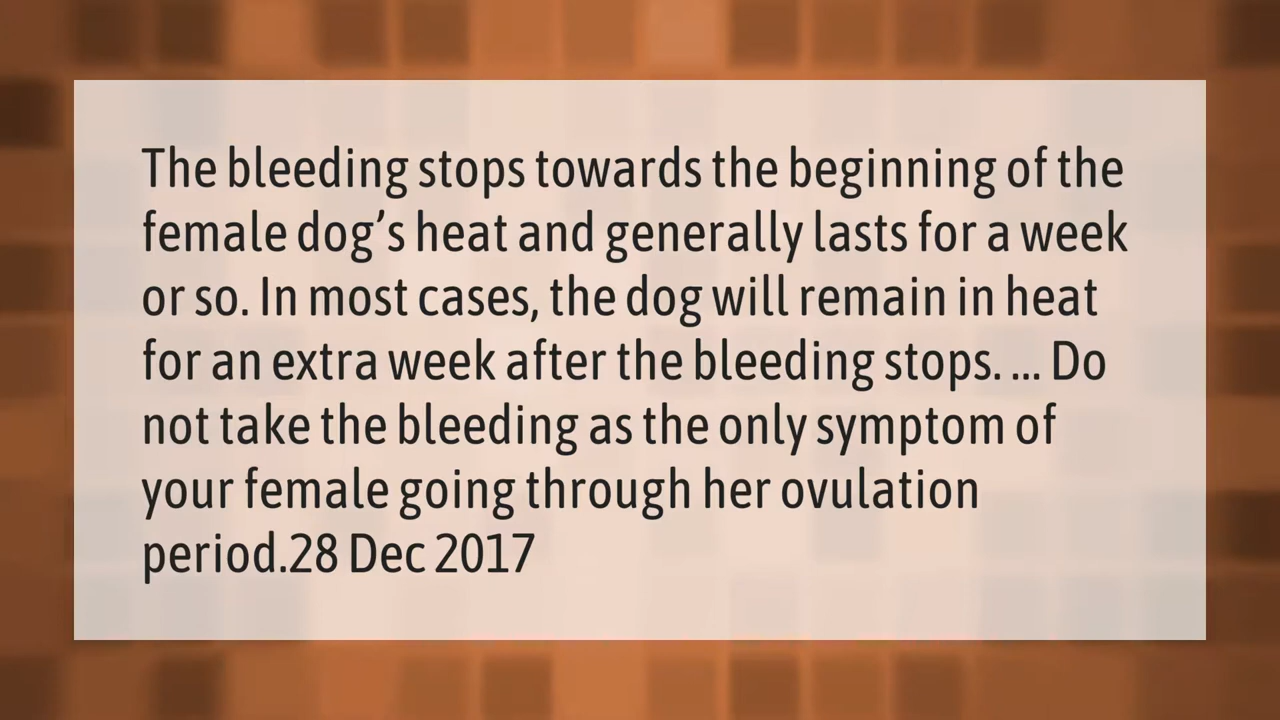 The bleeding stops towards the beginning of the
female dog’s heat and generally lasts for a week
or so. In most cases, the dog will remain in heat
for an extra week after the bleeding stops. ... Do
not take the bleeding as the only symptom of
your female going through her ovulation
period.28 Dec 2017